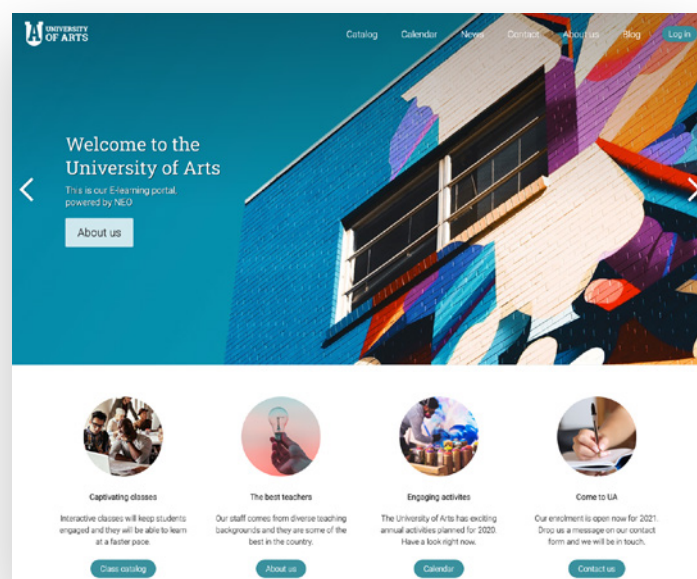 UNIVERSITY
OF ARTS
Catalog Calendar News Contact About us Blog Log in
Welcome to the
University of Arts
This is our E-learning portal,
powered by NEO
About us
Captivating classes
The best teachers
Engaging activites
Come to UA
Interactive classes will keep students
engaged and they will be able to learn
at a faster pace.
Our staff comes from diverse teaching
backgrounds and they are some of the
best in the country.
The University of Arts has exciting
annual activities planned for 2020.
Have a look right now.
Our enrolment is open now for 2021.
Drop us a message on our contact
form and we will be in touch.
Class catalog
About us
Calendar
Contact us